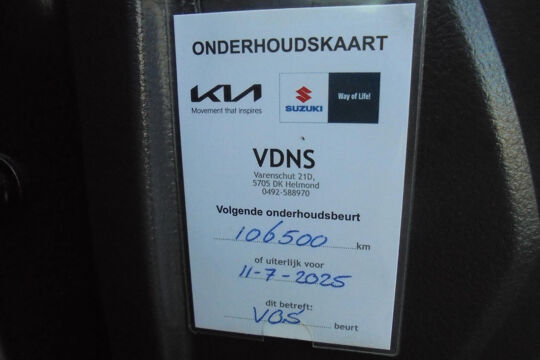 ONDERHOUDSKAART
KIA
Movement that inspires
SUZUKI
Way of Life!
VDNS
Varenschut 21D,
5705 DK Helmond
0492-588970
Volgende onderhoudsbeurt
106500 km
of uiterlijk voor
11-7-2025
dit betreft:
VOS beurt